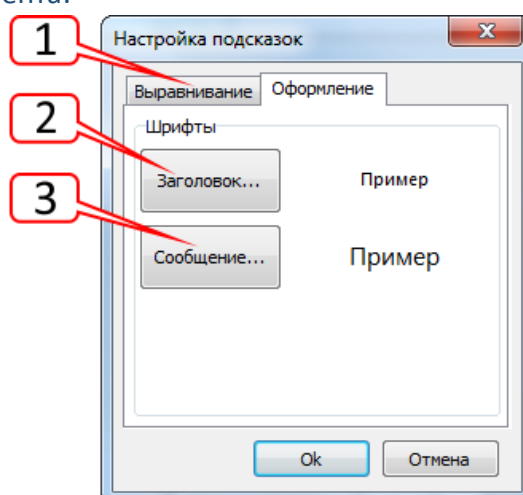 1
Настройка подсказок
Выравнивание Оформление
Шрифты
2
Заголовок... Пример
3
Сообщение... Пример
Ok Отмена